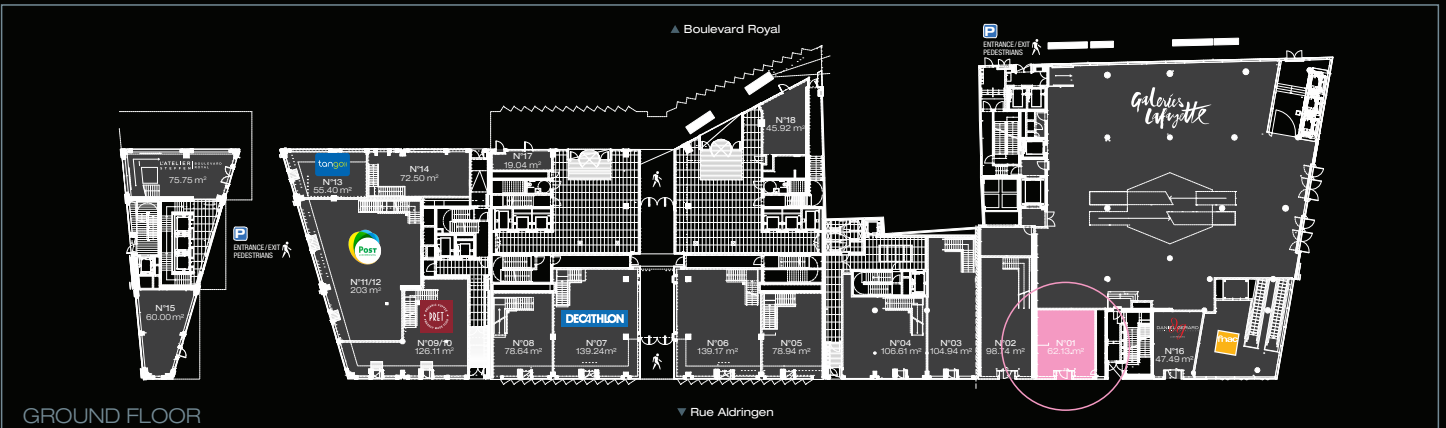 ▲ Boulevard Royal
P
ENTRANCE/EXIT
PEDESTRIANS
Galeries
Lafayette
N°18
45.92 m²
N°17
19.04 m²
L'ATELIER
STEFFEN
BOULEVARD
ROYAL
75.75 m²
tango
N°13
55.40 m²
N°14
72.50 m²
P
ENTRANCE/EXIT
PEDESTRIANS
POST
N°11/12
203 m²
N°15
60.00 m²
PRET
N°09/10
126.11 m²
N°08
78.64 m²
DECATHLON
N°07
139.24 m²
N°06
139.17 m²
N°05
78.94 m²
N°04
106.61 m²
N°03
104.94 m²
N°02
98.74 m²
N°01
62.13 m²
N°16
47.49 m²
fnac
GROUND FLOOR
▼ Rue Aldringen